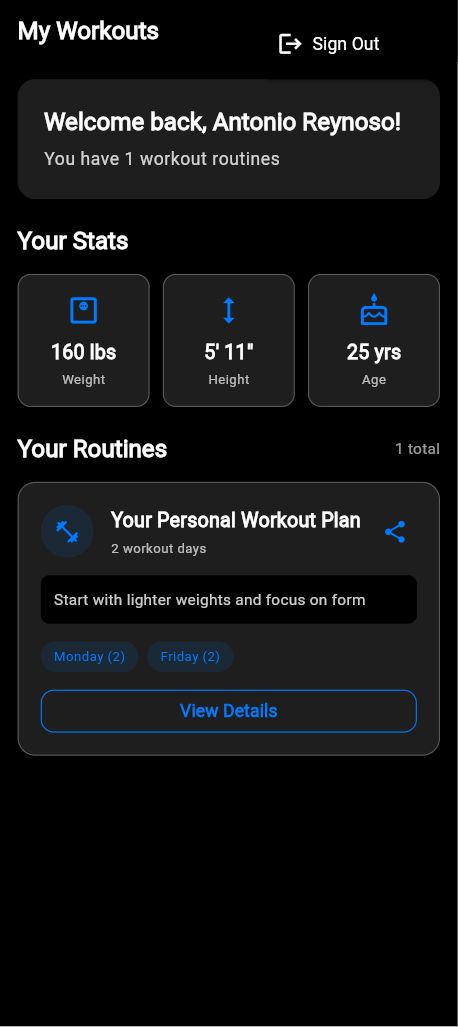 My Workouts
Sign Out
Welcome back, Antonio Reynoso!
You have 1 workout routines
Your Stats
160 lbs
Weight
5' 11"
Height
25 yrs
Age
Your Routines
1 total
Your Personal Workout Plan
2 workout days
Start with lighter weights and focus on form
Monday (2)
Friday (2)
View Details